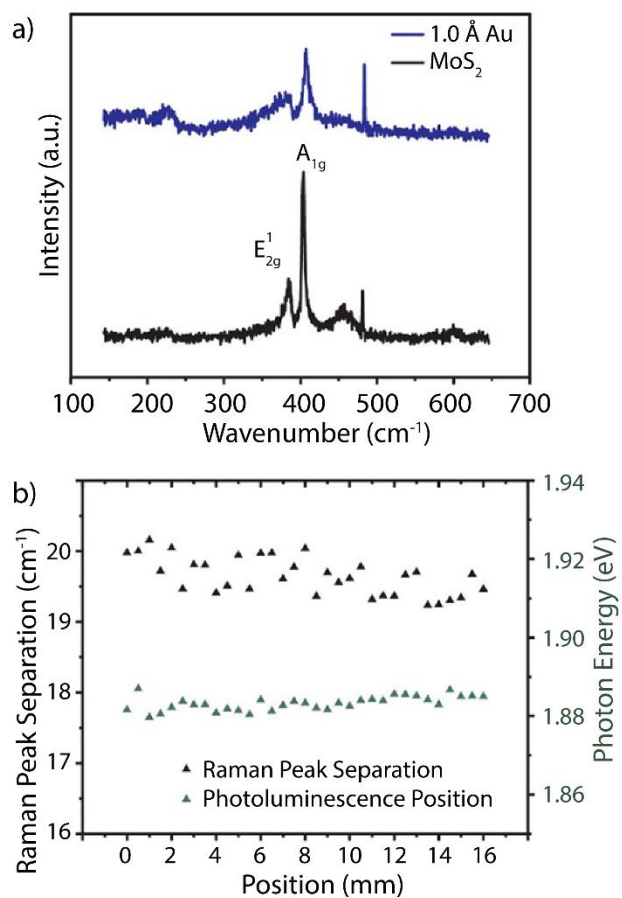 a)
1.0 Å Au
MoS₂
A₁g
E¹₂g
Intensity (a.u.)
100 200 300 400 500 600 700
Wavenumber (cm⁻¹)
b)
Raman Peak Separation (cm⁻¹)
20
19
18
17
16
1.94
1.92
1.90
1.88
1.86
Photon Energy (eV)
Raman Peak Separation
Photoluminescence Position
0 2 4 6 8 10 12 14 16
Position (mm)